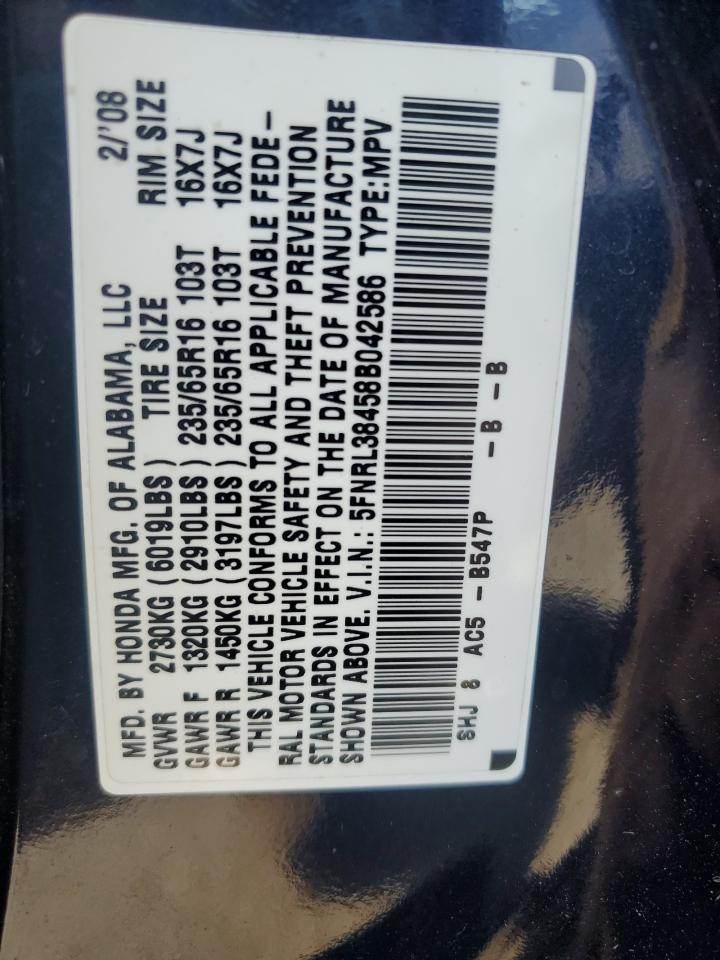 MFD. BY HONDA MFG. OF ALABAMA, LLC 2/'08
GVWR 2730KG (6019LBS) TIRE SIZE RIM SIZE
GAWR F 1320KG (2910LBS) 235/65R16 103T 16X7J
GAWR R 1450KG (3197LBS) 235/65R16 103T 16X7J
THIS VEHICLE CONFORMS TO ALL APPLICABLE FEDE-
RAL MOTOR VEHICLE SAFETY AND THEFT PREVENTION
STANDARDS IN EFFECT ON THE DATE OF MANUFACTURE
SHOWN ABOVE. V.I.N.: 5FNRL38458B042586 TYPE:MPV
SHJ 8 AC5 - B547P - B - B